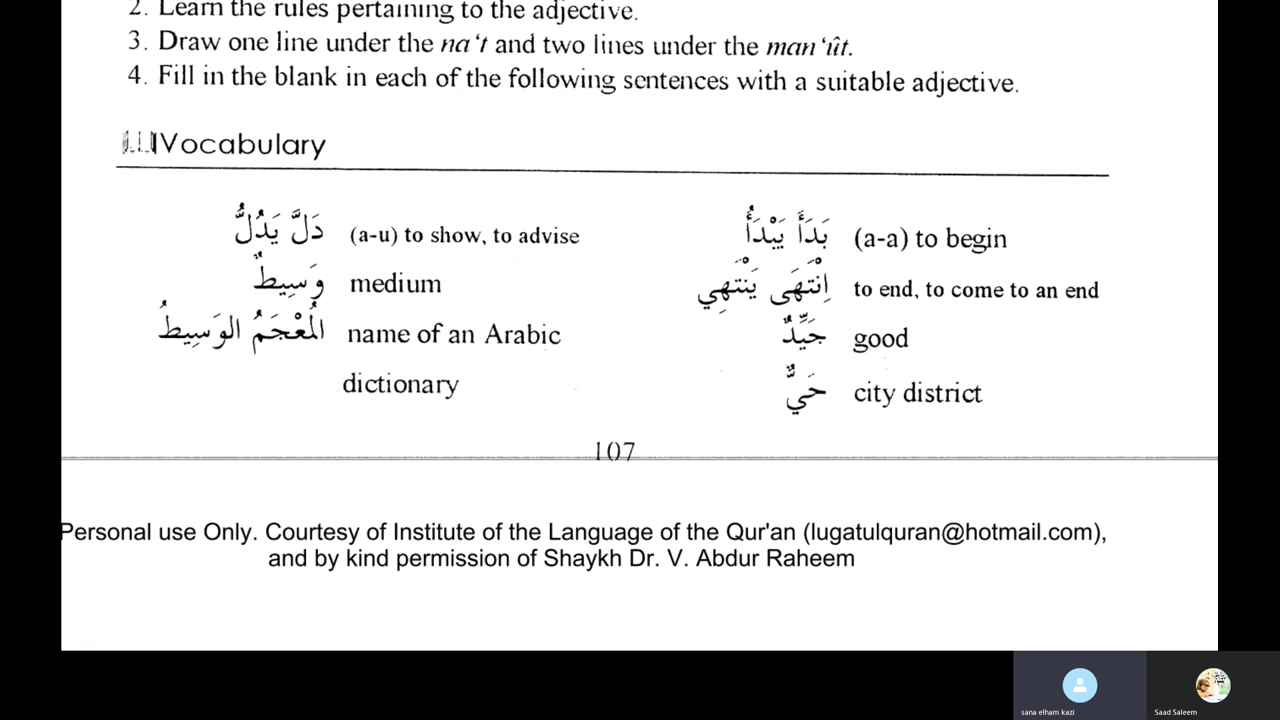 2. Learn the rules pertaining to the adjective.
3. Draw one line under the na't and two lines under the man'ût.
4. Fill in the blank in each of the following sentences with a suitable adjective.
Vocabulary
دَلَّ يَدُلُّ (a-u) to show, to advise بَدَأَ يَبْدَأُ (a-a) to begin
وَسِيطٌ medium اِنْتَهَى يَنْتَهِي to end, to come to an end
المُعْجَمُ الوَسِيطُ name of an Arabic جَيِّدٌ good
dictionary حَيٌّ city district
107
Personal use Only. Courtesy of Institute of the Language of the Qur'an (lugatulquran@hotmail.com),
and by kind permission of Shaykh Dr. V. Abdur Raheem
sana elham kazi Saad Saleem